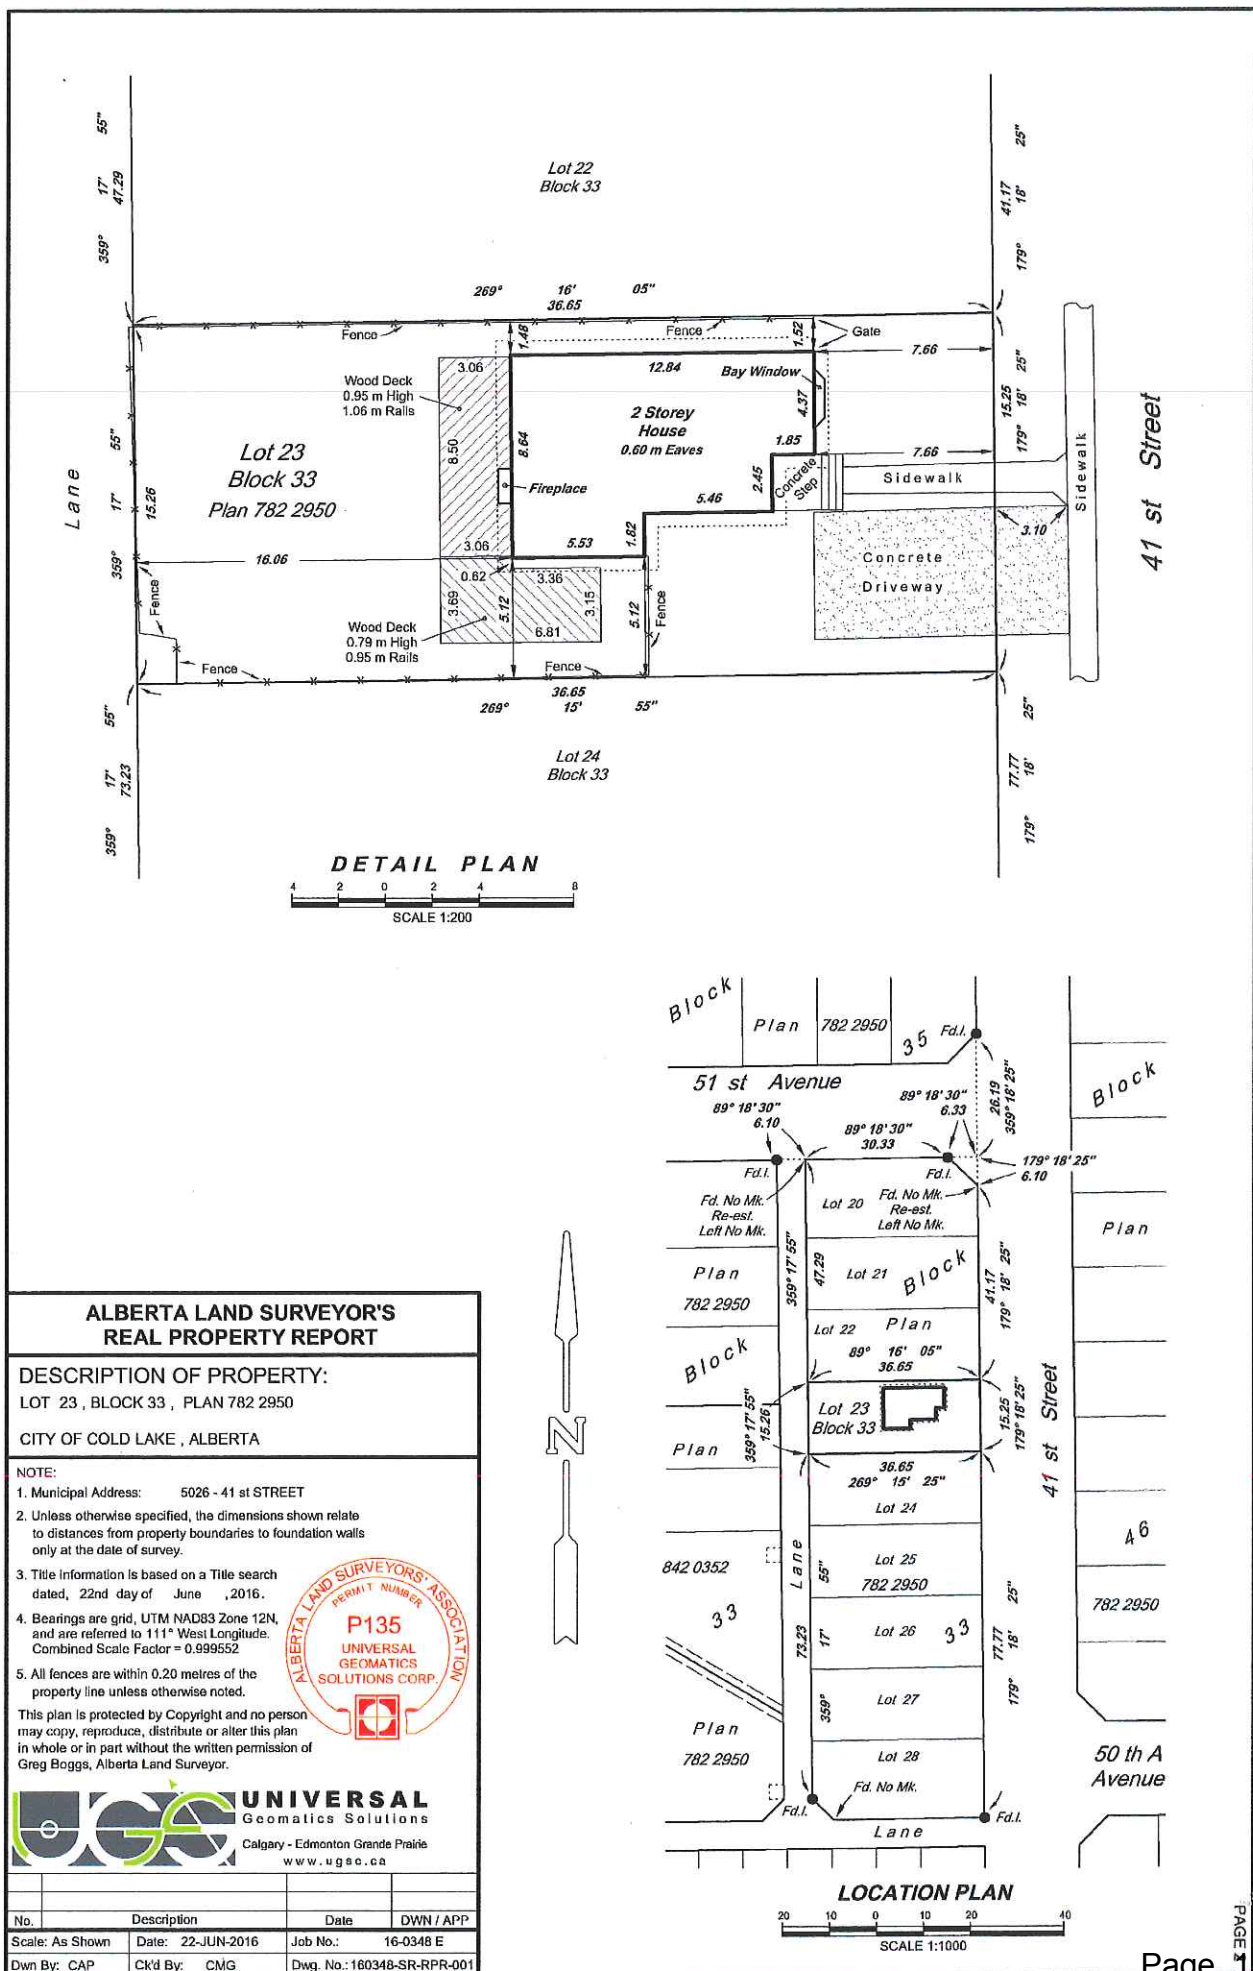 55"
17'
47.29
359°
Lot 22
Block 33
25"
41.17
18'
179°
269° 16' 05"
36.65
Fence
1.48
Fence
1.52
Gate
7.66
3.06
12.84
Bay Window
Wood Deck
0.95 m High
1.06 m Rails
4.37
25"
15.25
18'
179°
2 Storey
House
0.60 m Eaves
1.85
7.66
Lane
55"
17'
15.26
359°
Lot 23
Block 33
Plan 782 2950
8.50
8.64
Fireplace
2.45
Concrete
Step
Sidewalk
Sidewalk
41 st Street
5.46
3.10
1.82
3.06
5.53
16.06
Concrete
Driveway
0.62
3.36
Fence
3.69
5.12
3.15
5.12
Fence
Wood Deck
0.79 m High
0.95 m Rails
6.81
Fence
Fence
36.65
269° 15' 55"
55"
17'
73.23
359°
25"
77.77
18'
179°
Lot 24
Block 33
DETAIL PLAN
4 2 0 2 4 8
SCALE 1:200
Block
Plan
782 2950
35
Fd.I.
Block
51 st Avenue
26.19
359° 18' 25"
89° 18' 30"
6.10
89° 18' 30"
6.33
89° 18' 30"
30.33
179° 18' 25"
6.10
Fd.I.
Fd.I.
Fd. No Mk.
Re-est.
Left No Mk.
Lot 20
Fd. No Mk.
Re-est.
Left No Mk.
Plan
359° 17' 55"
47.29
Plan
782 2950
Lot 21
Block
41.17
179° 18' 25"
Lot 22
Plan
Block
89° 16' 05"
36.65
359° 17' 55"
15.26
Lot 23
Block 33
15.25
179° 18' 25"
41 st Street
Plan
36.65
269° 15' 25"
Lot 24
46
842 0352
Lane
55"
Lot 25
782 2950
25"
782 2950
33
73.23
17'
Lot 26
33
77.77
18'
359°
Lot 27
179°
Plan
782 2950
Lot 28
50 th A
Avenue
Fd. No Mk.
Fd.I.
Fd.I.
Lane
LOCATION PLAN
20 10 0 10 20 40
SCALE 1:1000
N
ALBERTA LAND SURVEYOR'S
REAL PROPERTY REPORT
DESCRIPTION OF PROPERTY:
LOT 23 , BLOCK 33 , PLAN 782 2950
CITY OF COLD LAKE , ALBERTA
NOTE:
1. Municipal Address: 5026 - 41 st STREET
2. Unless otherwise specified, the dimensions shown relate
to distances from property boundaries to foundation walls
only at the date of survey.
3. Title Information is based on a Title search
dated, 22nd day of June , 2016.
4. Bearings are grid, UTM NAD83 Zone 12N,
and are referred to 111° West Longitude.
Combined Scale Factor = 0.999552
5. All fences are within 0.20 metres of the
property line unless otherwise noted.
This plan is protected by Copyright and no person
may copy, reproduce, distribute or alter this plan
in whole or in part without the written permission of
Greg Boggs, Alberta Land Surveyor.
ALBERTA LAND SURVEYORS' ASSOCIATION
PERMIT NUMBER
P135
UNIVERSAL
GEOMATICS
SOLUTIONS CORP.
UGS
UNIVERSAL
Geomatics Solutions
Calgary - Edmonton Grande Prairie
www.ugsc.ca
No. Description Date DWN / APP
Scale: As Shown Date: 22-JUN-2016 Job No.: 16-0348 E
Dwn By: CAP Ck'd By: CMG Dwg. No.: 160348-SR-RPR-001
PAGE
Page 1